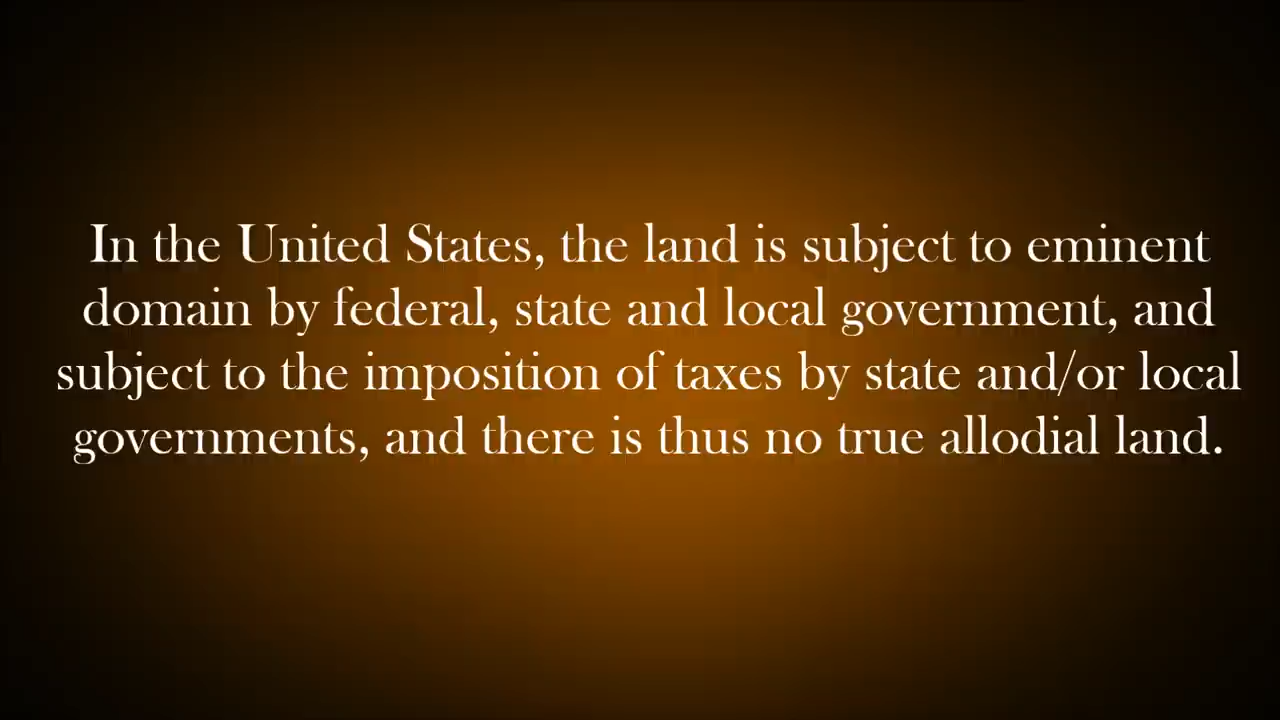 In the United States, the land is subject to eminent
domain by federal, state and local government, and
subject to the imposition of taxes by state and/or local
governments, and there is thus no true allodial land.